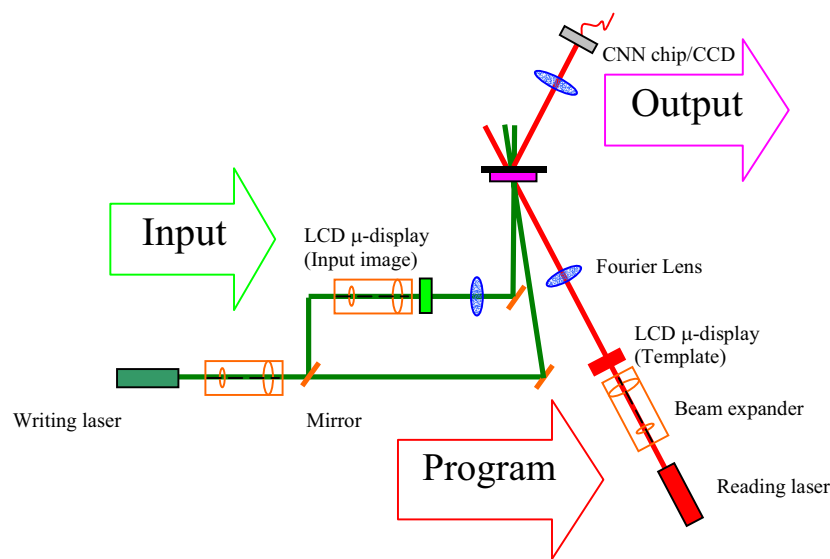 CNN chip/CCD
Output
Input
LCD μ-display
(Input image)
Fourier Lens
LCD μ-display
(Template)
Beam expander
Writing laser
Mirror
Program
Reading laser